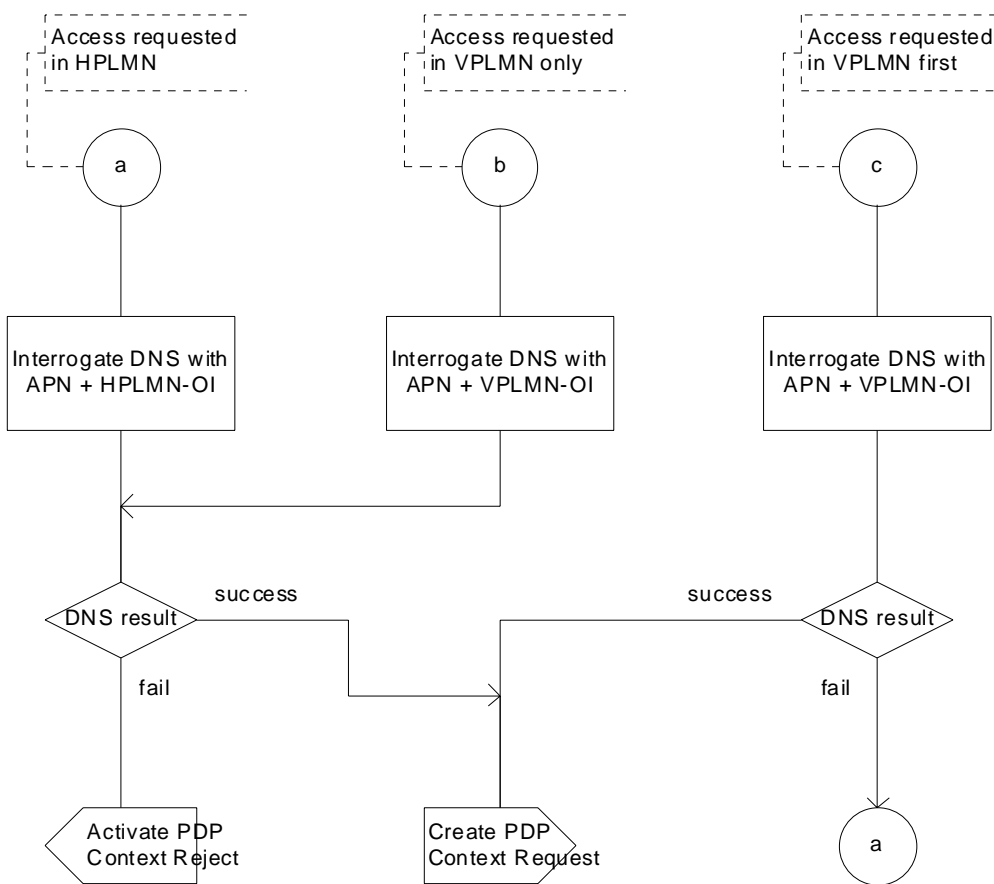 Access requested
in HPLMN
Access requested
in VPLMN only
Access requested
in VPLMN first
a
b
c
Interrogate DNS with
APN + HPLMN-OI
Interrogate DNS with
APN + VPLMN-OI
Interrogate DNS with
APN + VPLMN-OI
DNS result
success
success
DNS result
fail
fail
Activate PDP
Context Reject
Create PDP
Context Request
a